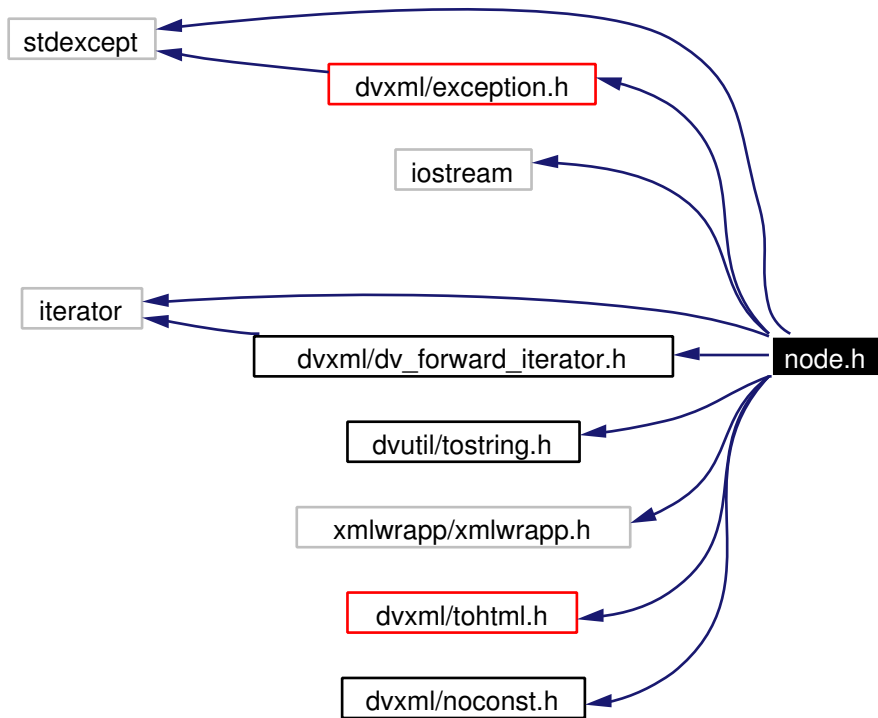 stdexcept
dvxml/exception.h
iostream
iterator
dvxml/dv_forward_iterator.h
node.h
dvutil/tostring.h
xmlwrapp/xmlwrapp.h
dvxml/tohtml.h
dvxml/noconst.h